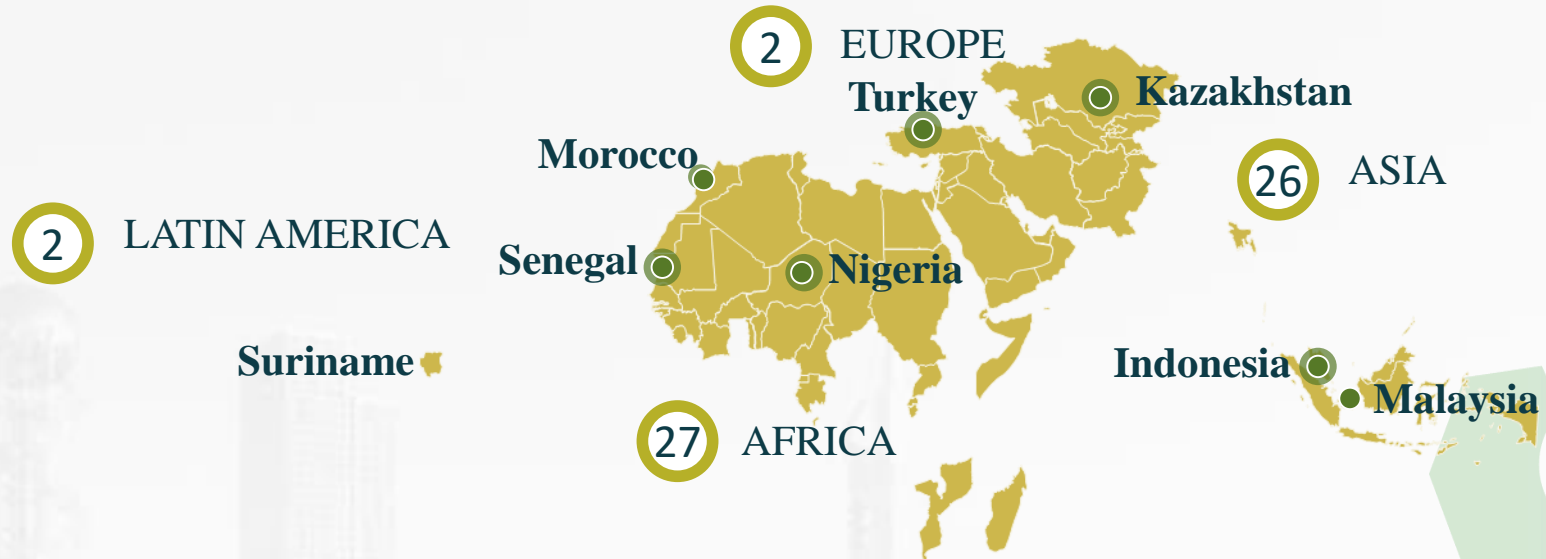 2 EUROPE
Turkey
Kazakhstan
Morocco
26 ASIA
2 LATIN AMERICA
Senegal
Nigeria
Suriname
Indonesia
Malaysia
27 AFRICA